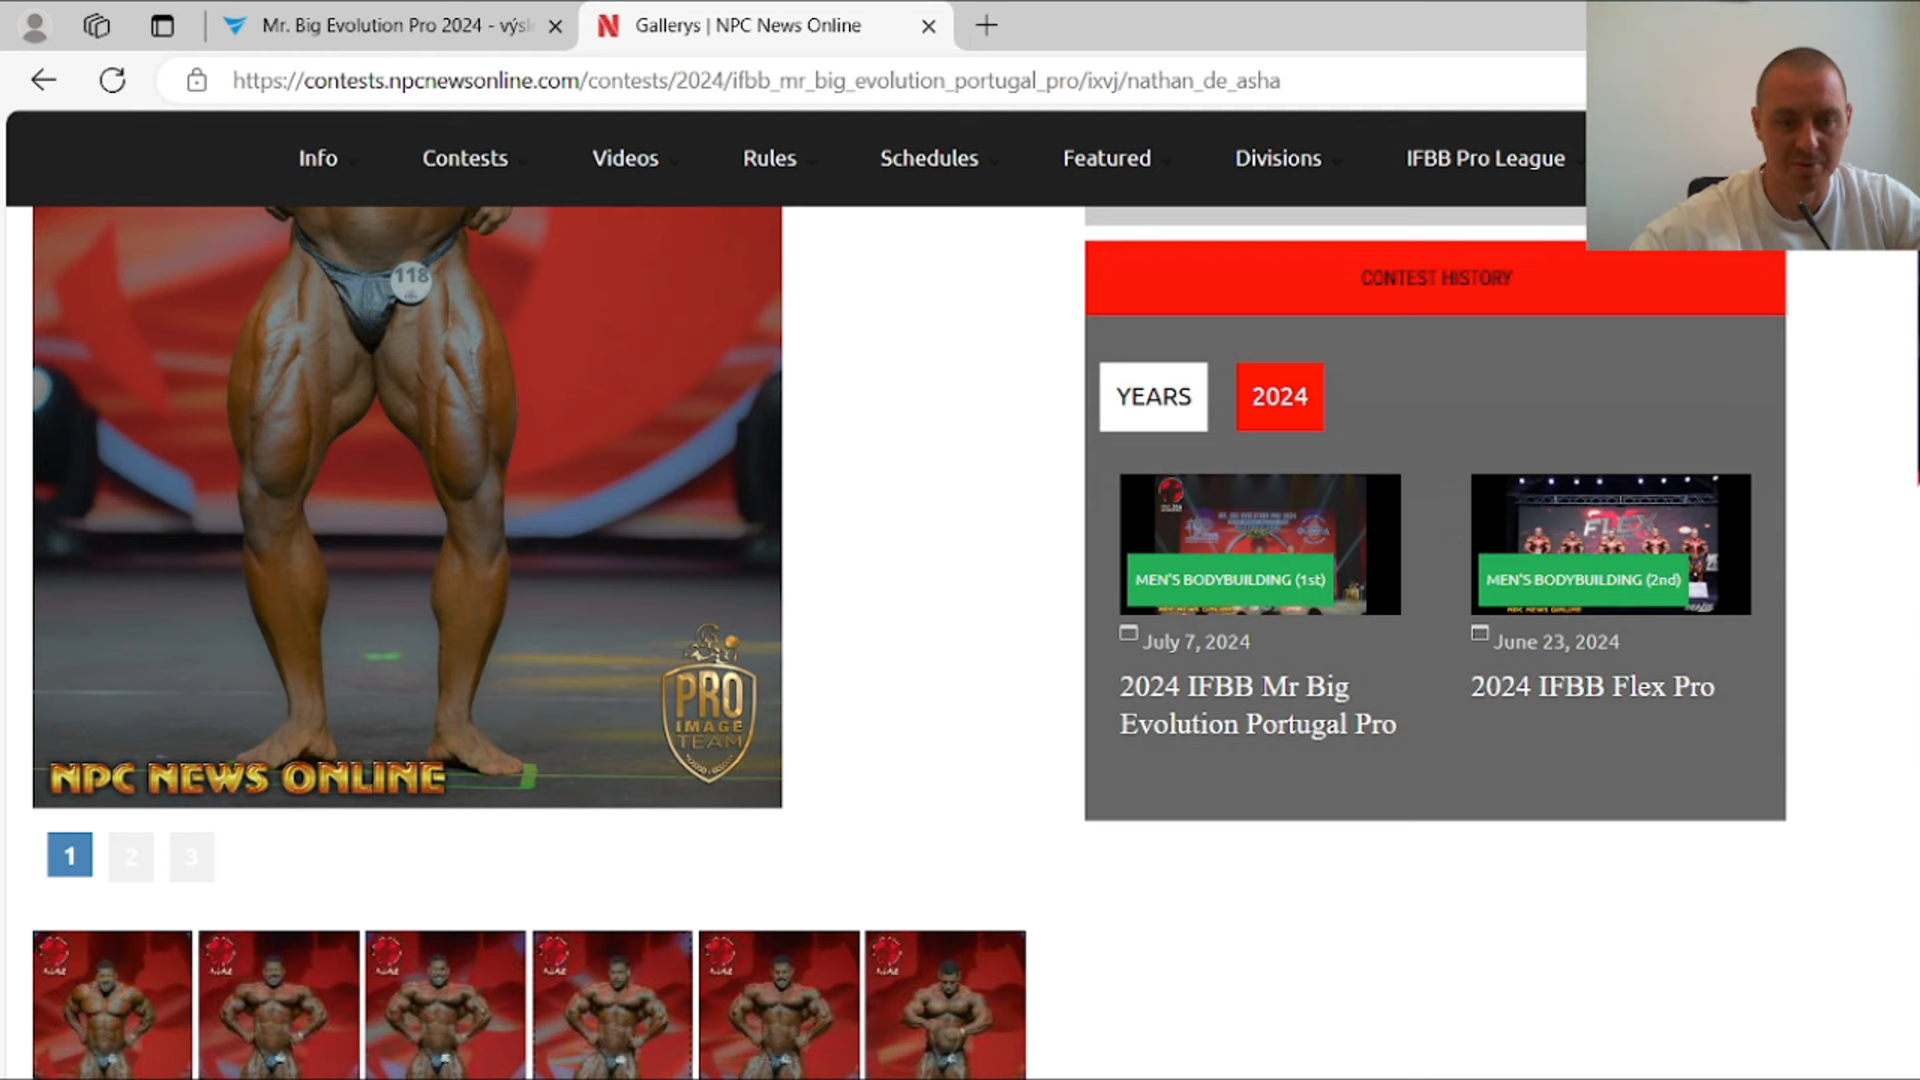 Mr. Big Evolution Pro 2024 - výsl
Gallerys | NPC News Online
https://contests.npcnewsonline.com/contests/2024/ifbb_mr_big_evolution_portugal_pro/ixvj/nathan_de_asha
Info Contests Videos Rules Schedules Featured Divisions IFBB Pro League
118
CONTEST HISTORY
YEARS 2024
FLEX
MEN'S BODYBUILDING (1st)
MEN'S BODYBUILDING (2nd)
July 7, 2024
June 23, 2024
2024 IFBB Mr Big
Evolution Portugal Pro
2024 IFBB Flex Pro
PRO
IMAGE
TEAM
NPC NEWS ONLINE
1 2 3